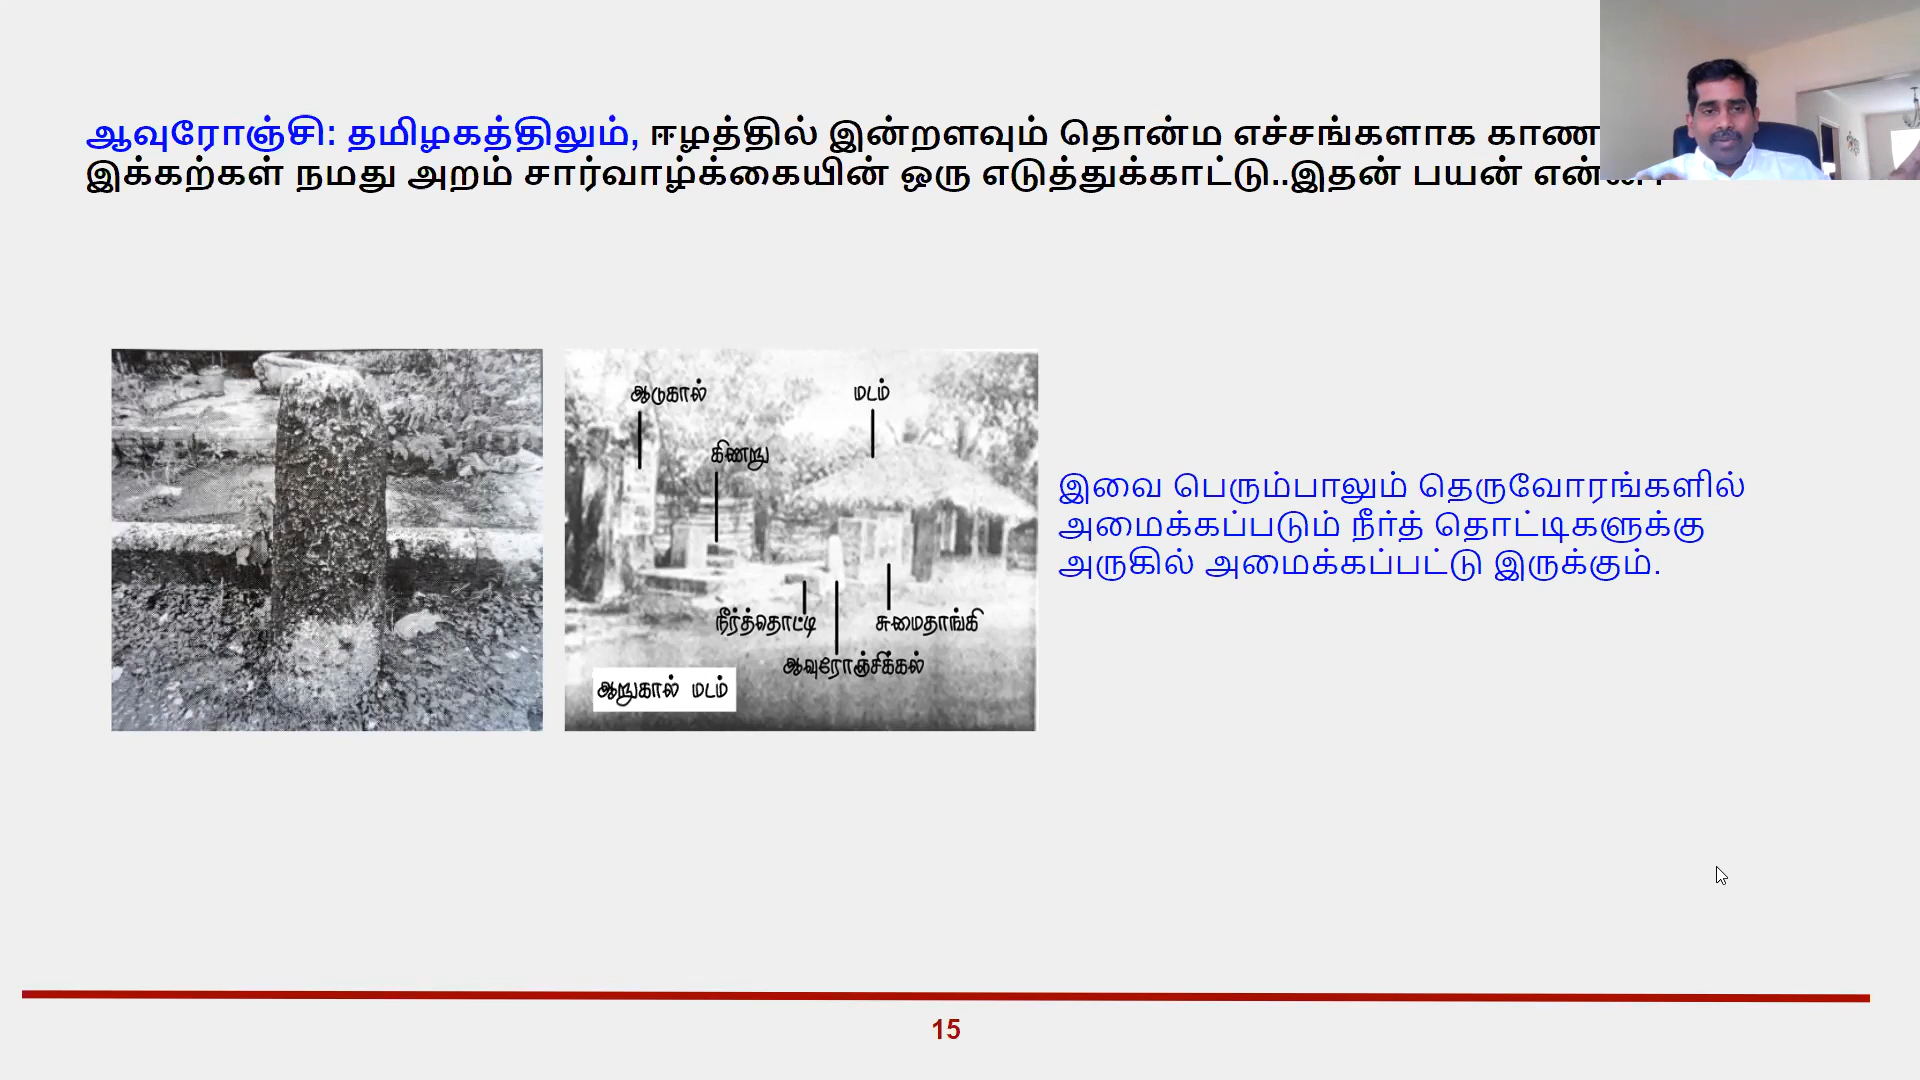 ஆவுரோஞ்சி: தமிழகத்திலும், ஈழத்தில் இன்றளவும் தொன்ம எச்சங்களாக
இக்கற்கள் நமது அறம் சார்வாழ்க்கையின் ஒரு எடுத்துக்காட்டு..இதன் பயன்
ஆடுகால்
மடம்
கிணறு
நீர்த்தொட்டி
சுமைதாங்கி
ஆவுரோஞ்சிக்கல்
ஆறுகால் மடம்
இவை பெரும்பாலும் தெருவோரங்களில்
அமைக்கப்படும் நீர்த் தொட்டிகளுக்கு
அருகில் அமைக்கப்பட்டு இருக்கும்.
15